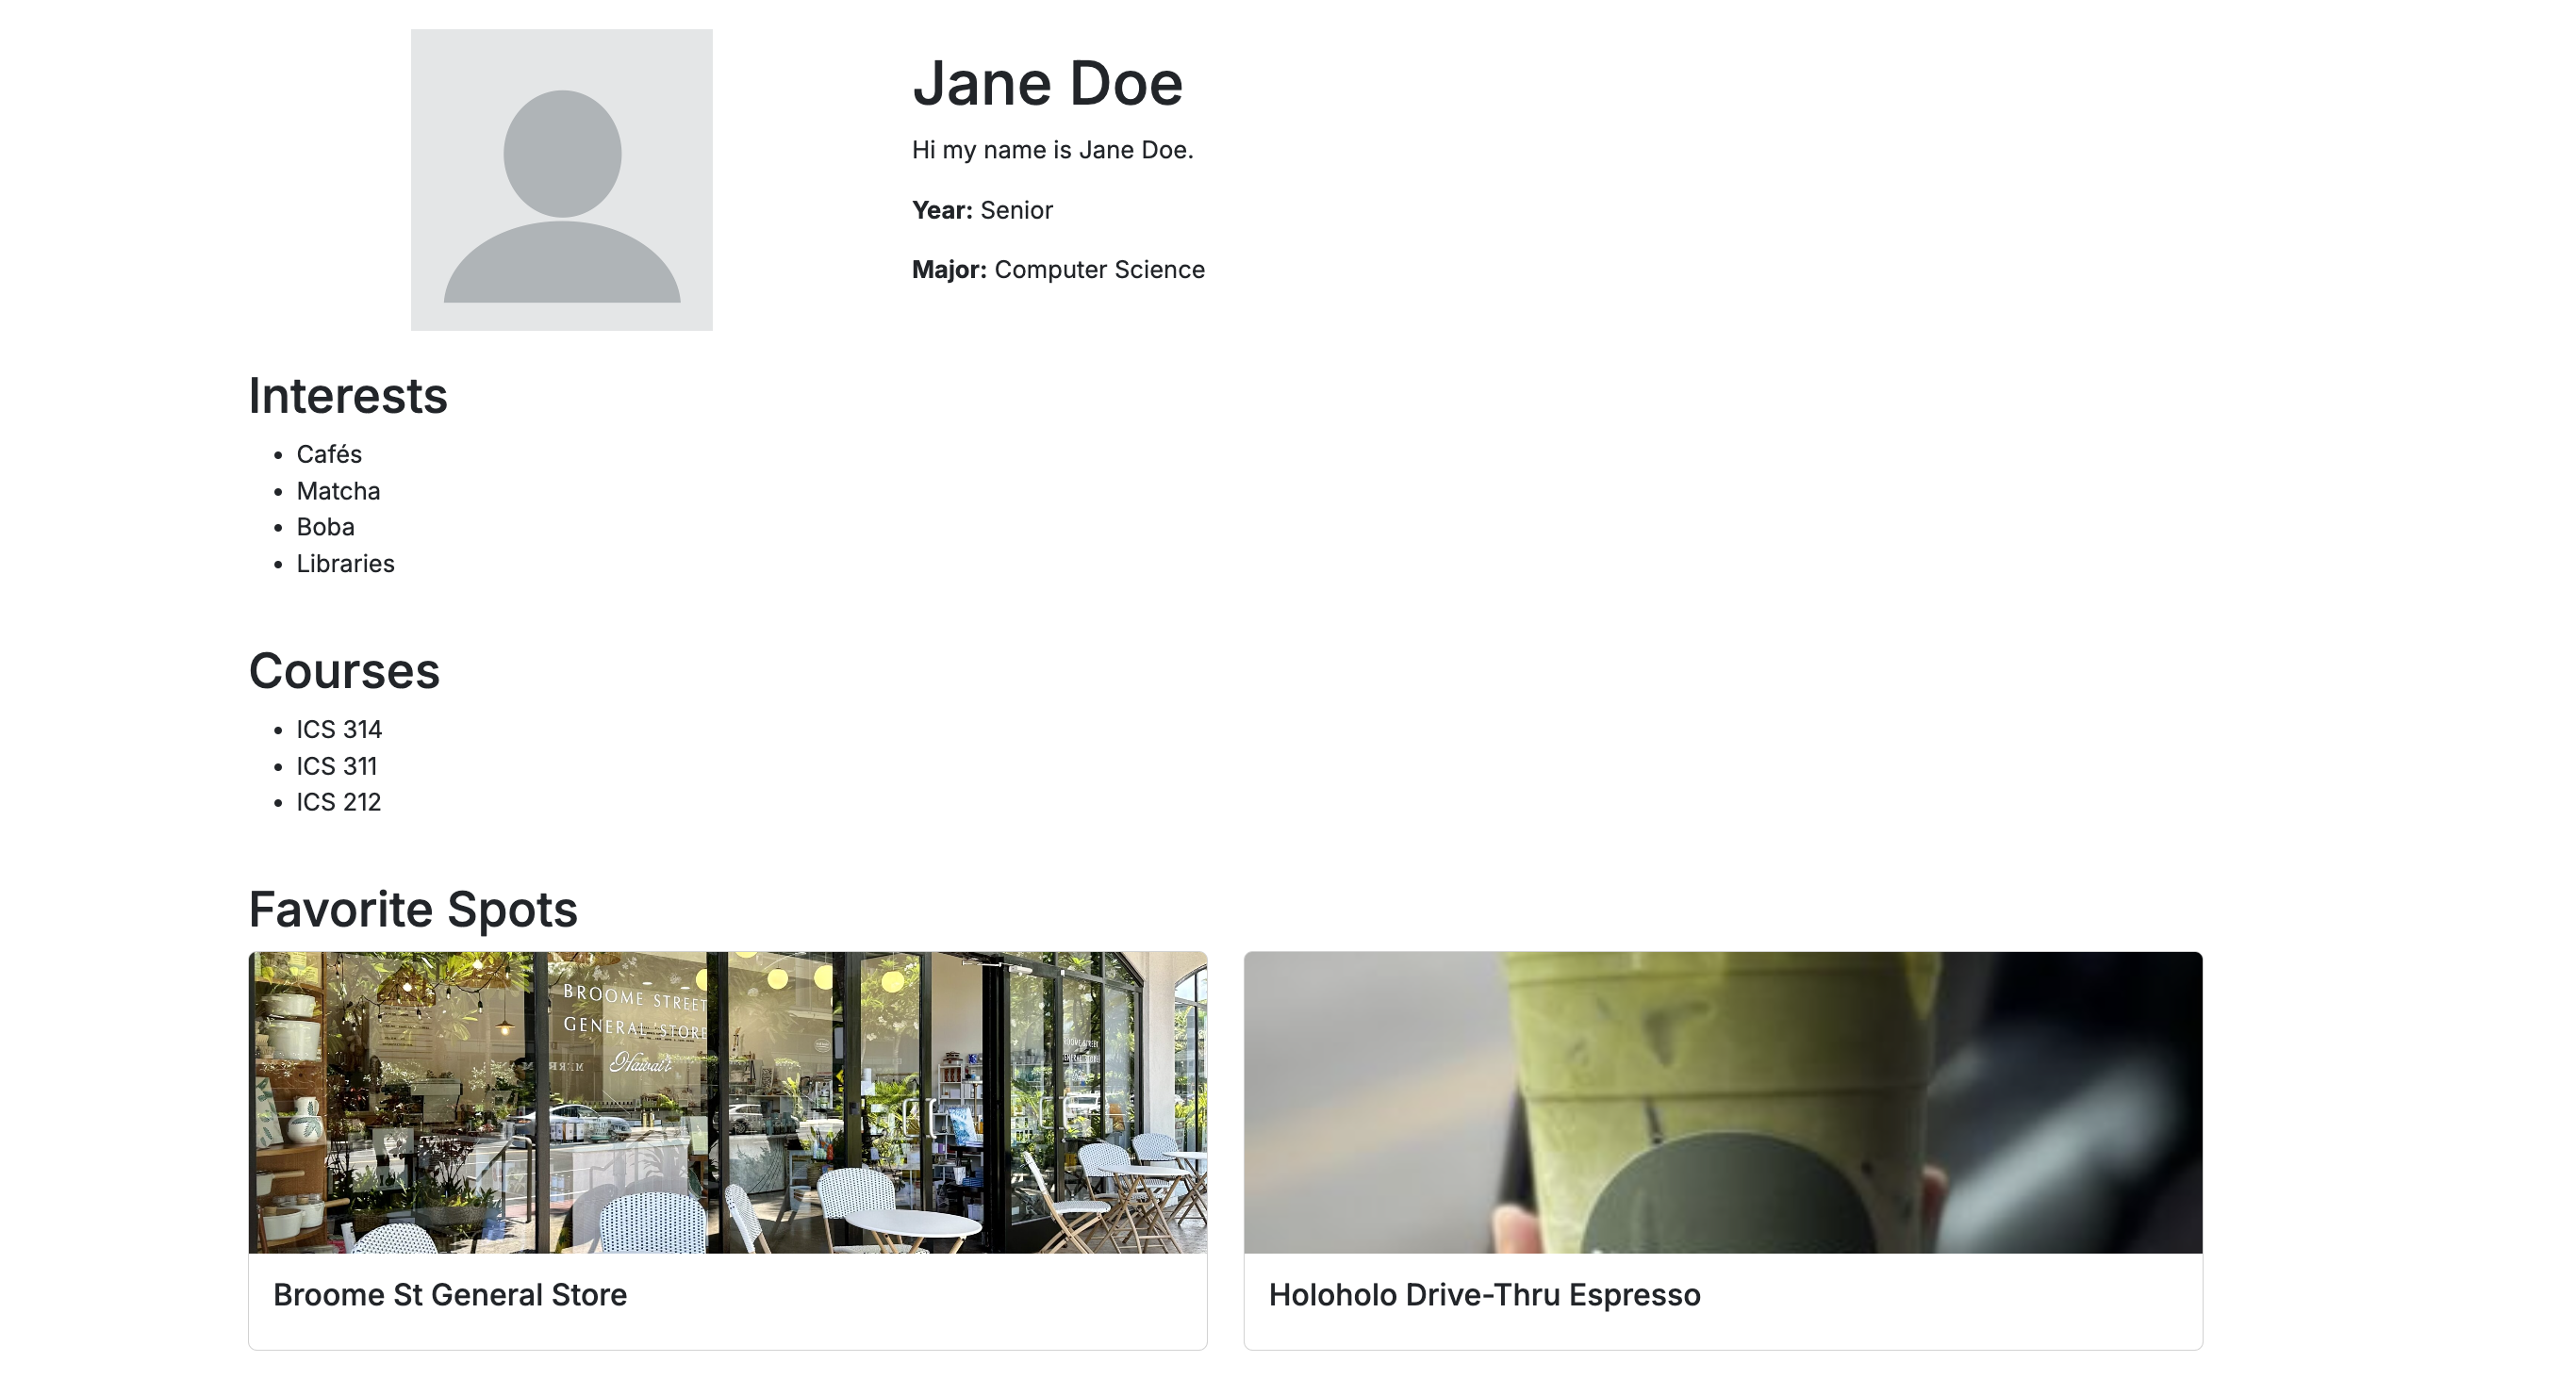 Jane Doe
Hi my name is Jane Doe.
Year: Senior
Major: Computer Science
Interests
Cafés
Matcha
Boba
Libraries
Courses
ICS 314
ICS 311
ICS 212
Favorite Spots
BROOME STREET
GENERAL STORE
Hawai'i
Broome St General Store
Holoholo Drive-Thru Espresso